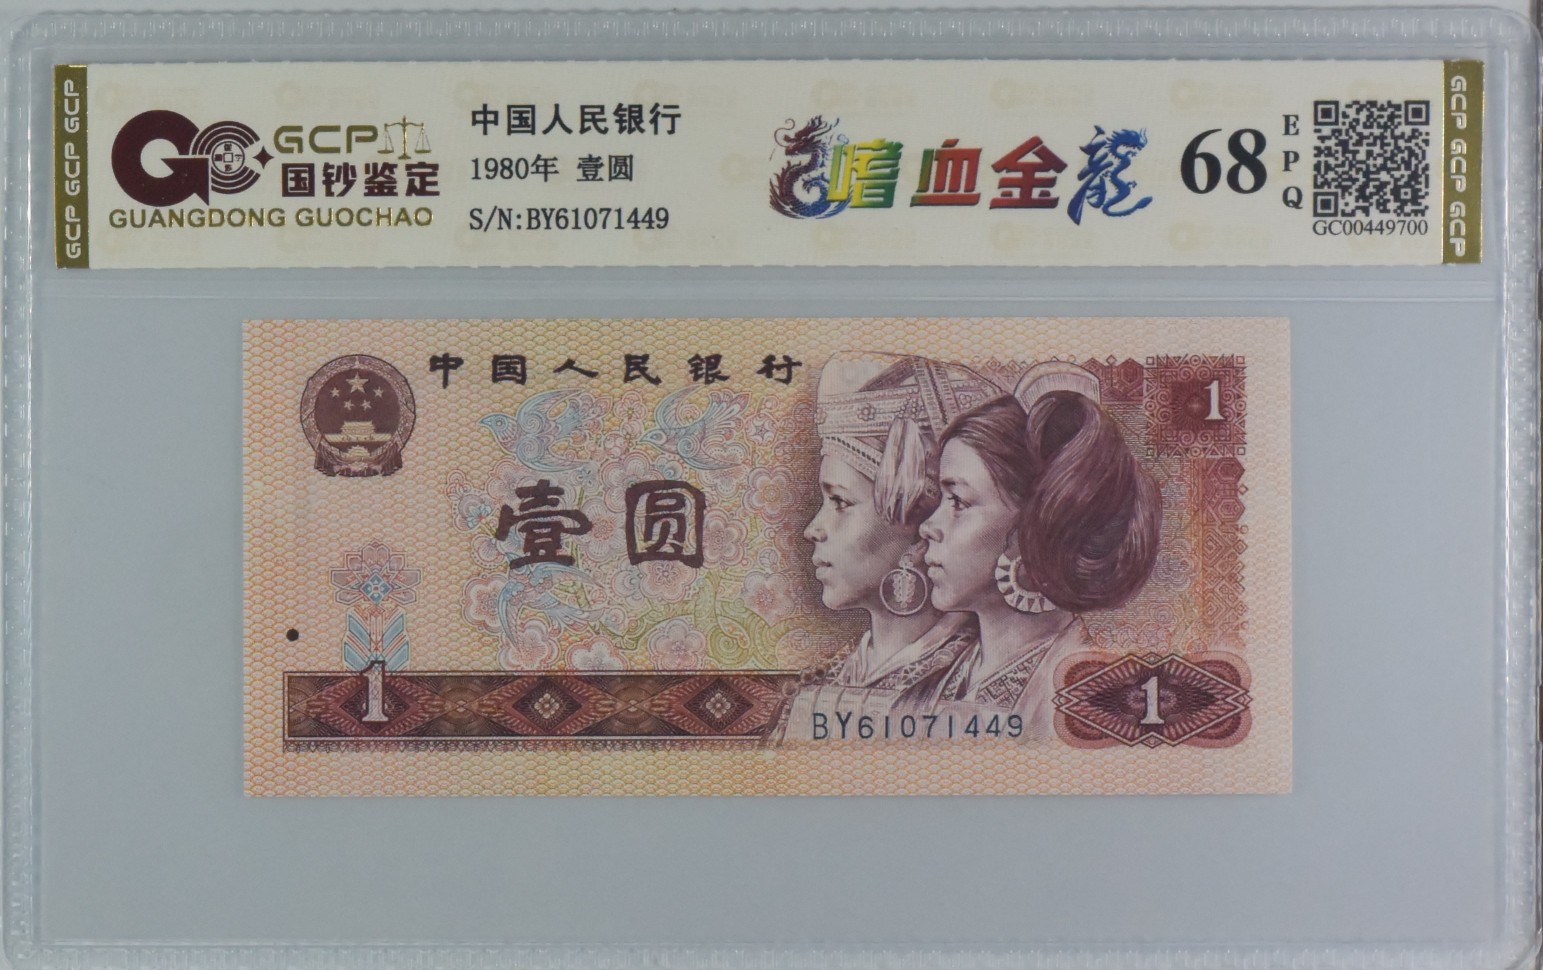 GCP GCP GCP
GCP
国钞鉴定
GUANGDONG GUOCHAO
中国人民银行
1980年 壹圆
S/N:BY61071449
嗜血金龍
68
EPQ
GC00449700
GCP GCP GCP
中国人民银行
1
壹圆
1
BY61071449
1